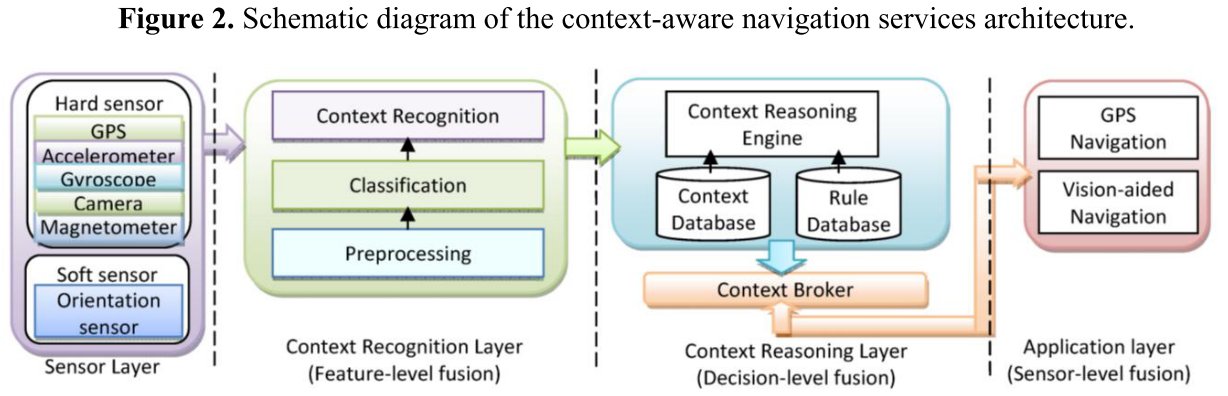 Figure 2. Schematic diagram of the context-aware navigation services architecture.
Hard sensor
GPS
Accelerometer
Gyroscope
Camera
Magnetometer
Soft sensor
Orientation
sensor
Sensor Layer
Context Recognition
Classification
Preprocessing
Context Recognition Layer
(Feature-level fusion)
Context Reasoning
Engine
Context
Database
Rule
Database
Context Broker
Context Reasoning Layer
(Decision-level fusion)
GPS
Navigation
Vision-aided
Navigation
Application layer
(Sensor-level fusion)